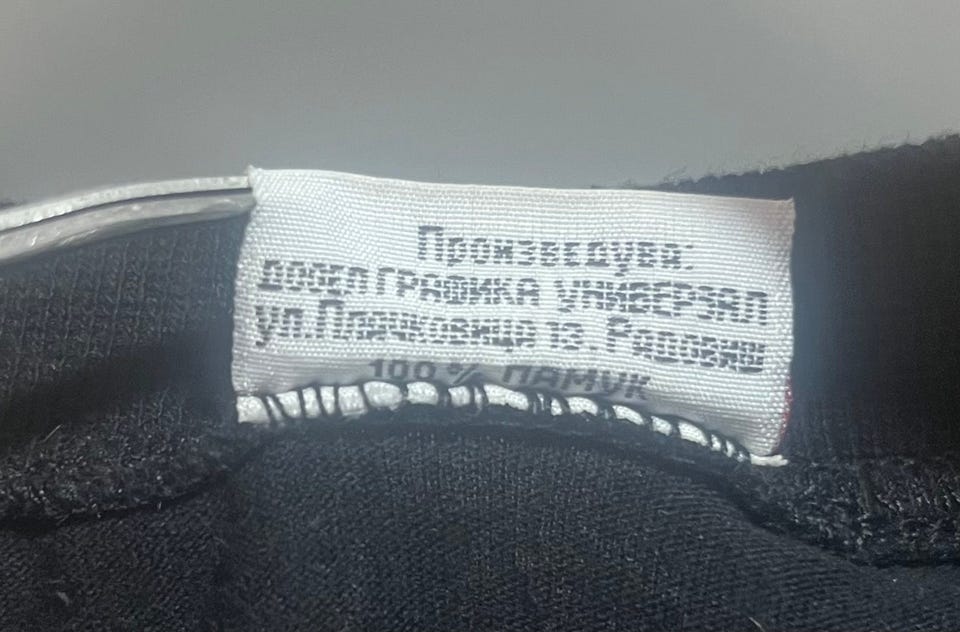 Произведува:
ДООЕЛ ГРАФИКА УНИВЕРЗАЛ
ул.Плачковица 13. Радовиш
100 % ПАМУК